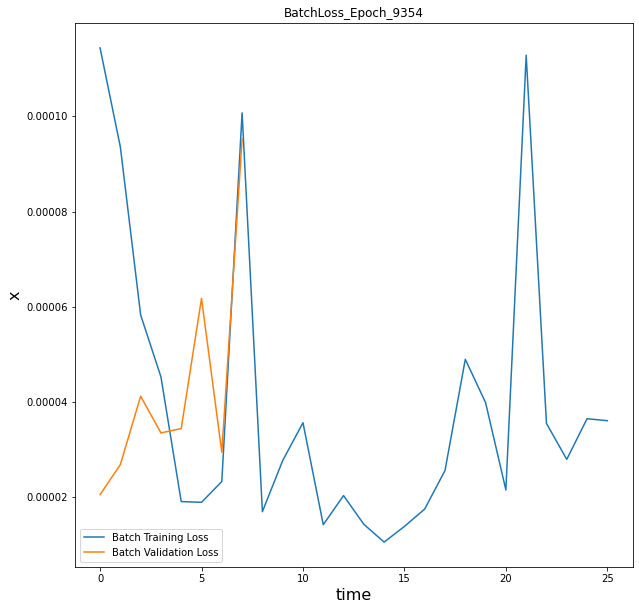 BatchLoss_Epoch_9354
0.00010
0.00008
0.00006
0.00004
0.00002
x
Batch Training Loss
Batch Validation Loss
0 5 10 15 20 25
time